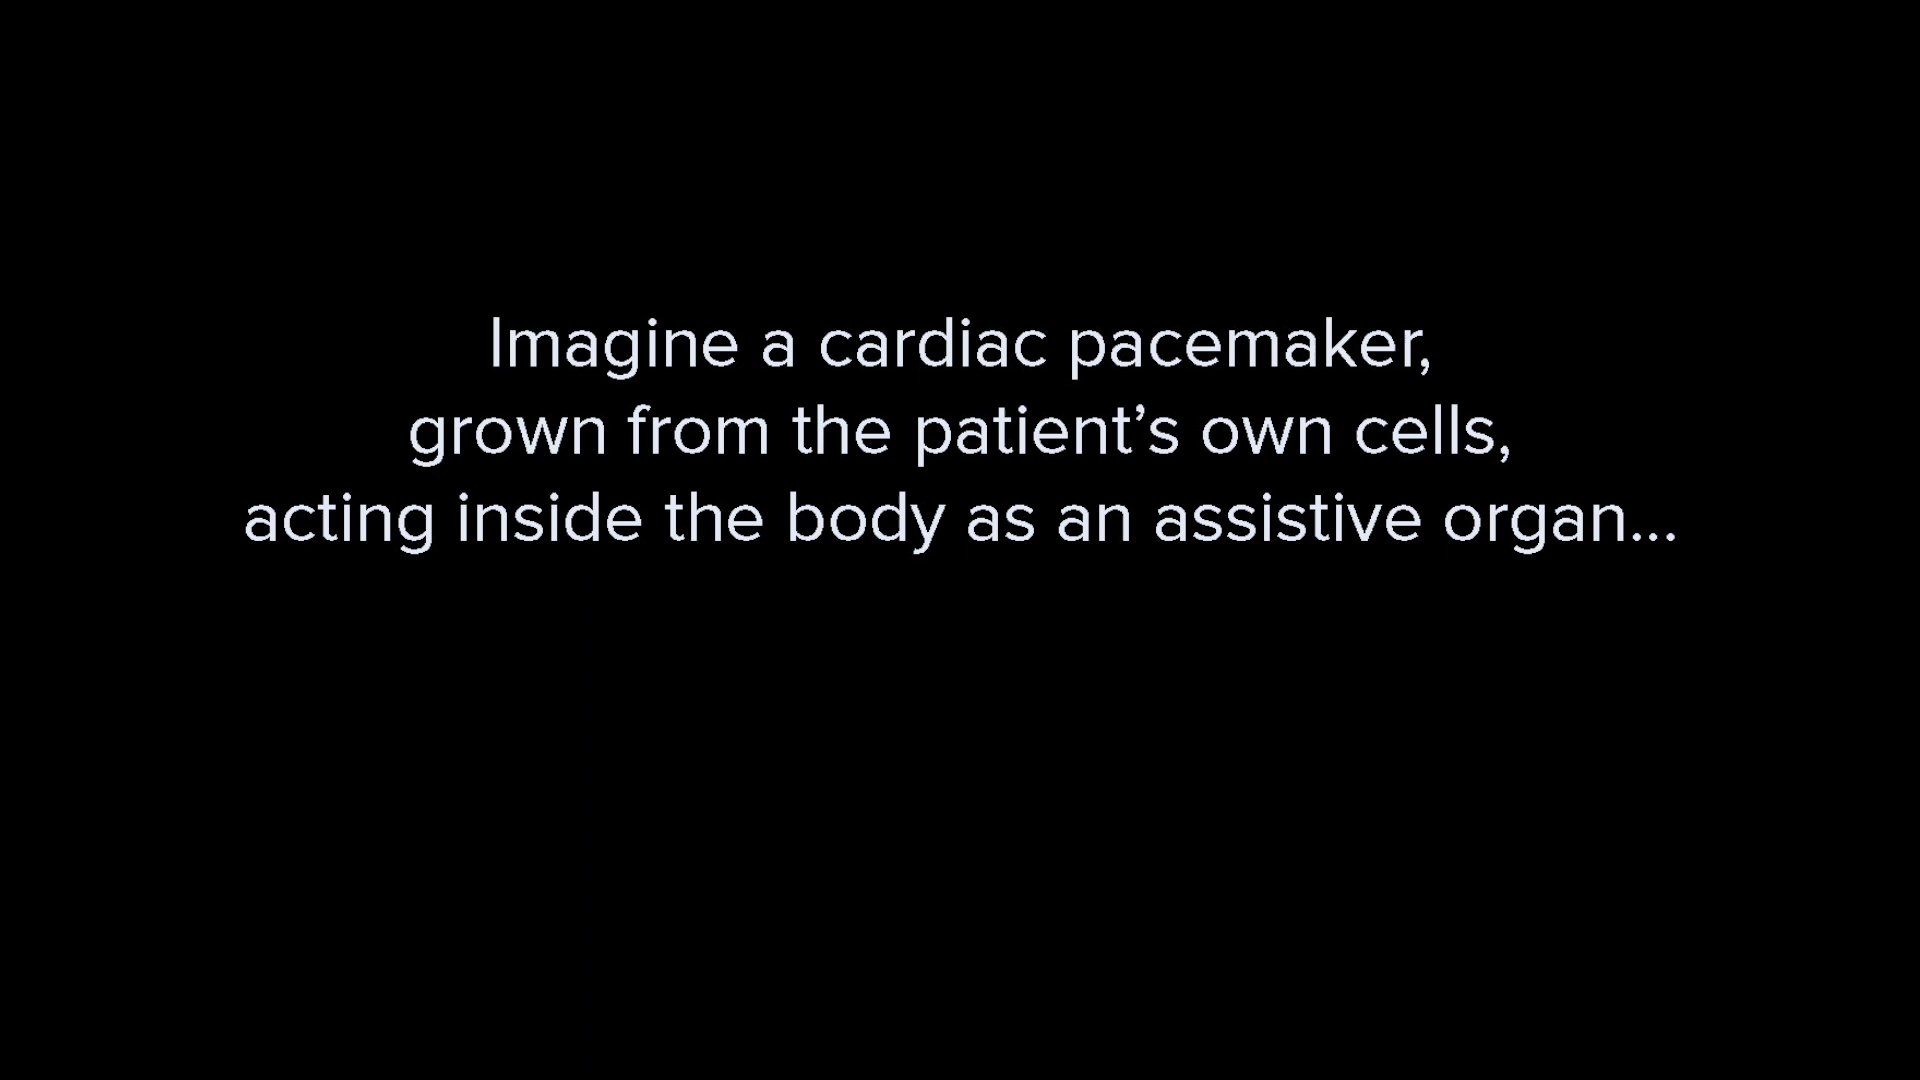 Imagine a cardiac pacemaker,
grown from the patient’s own cells,
acting inside the body as an assistive organ...